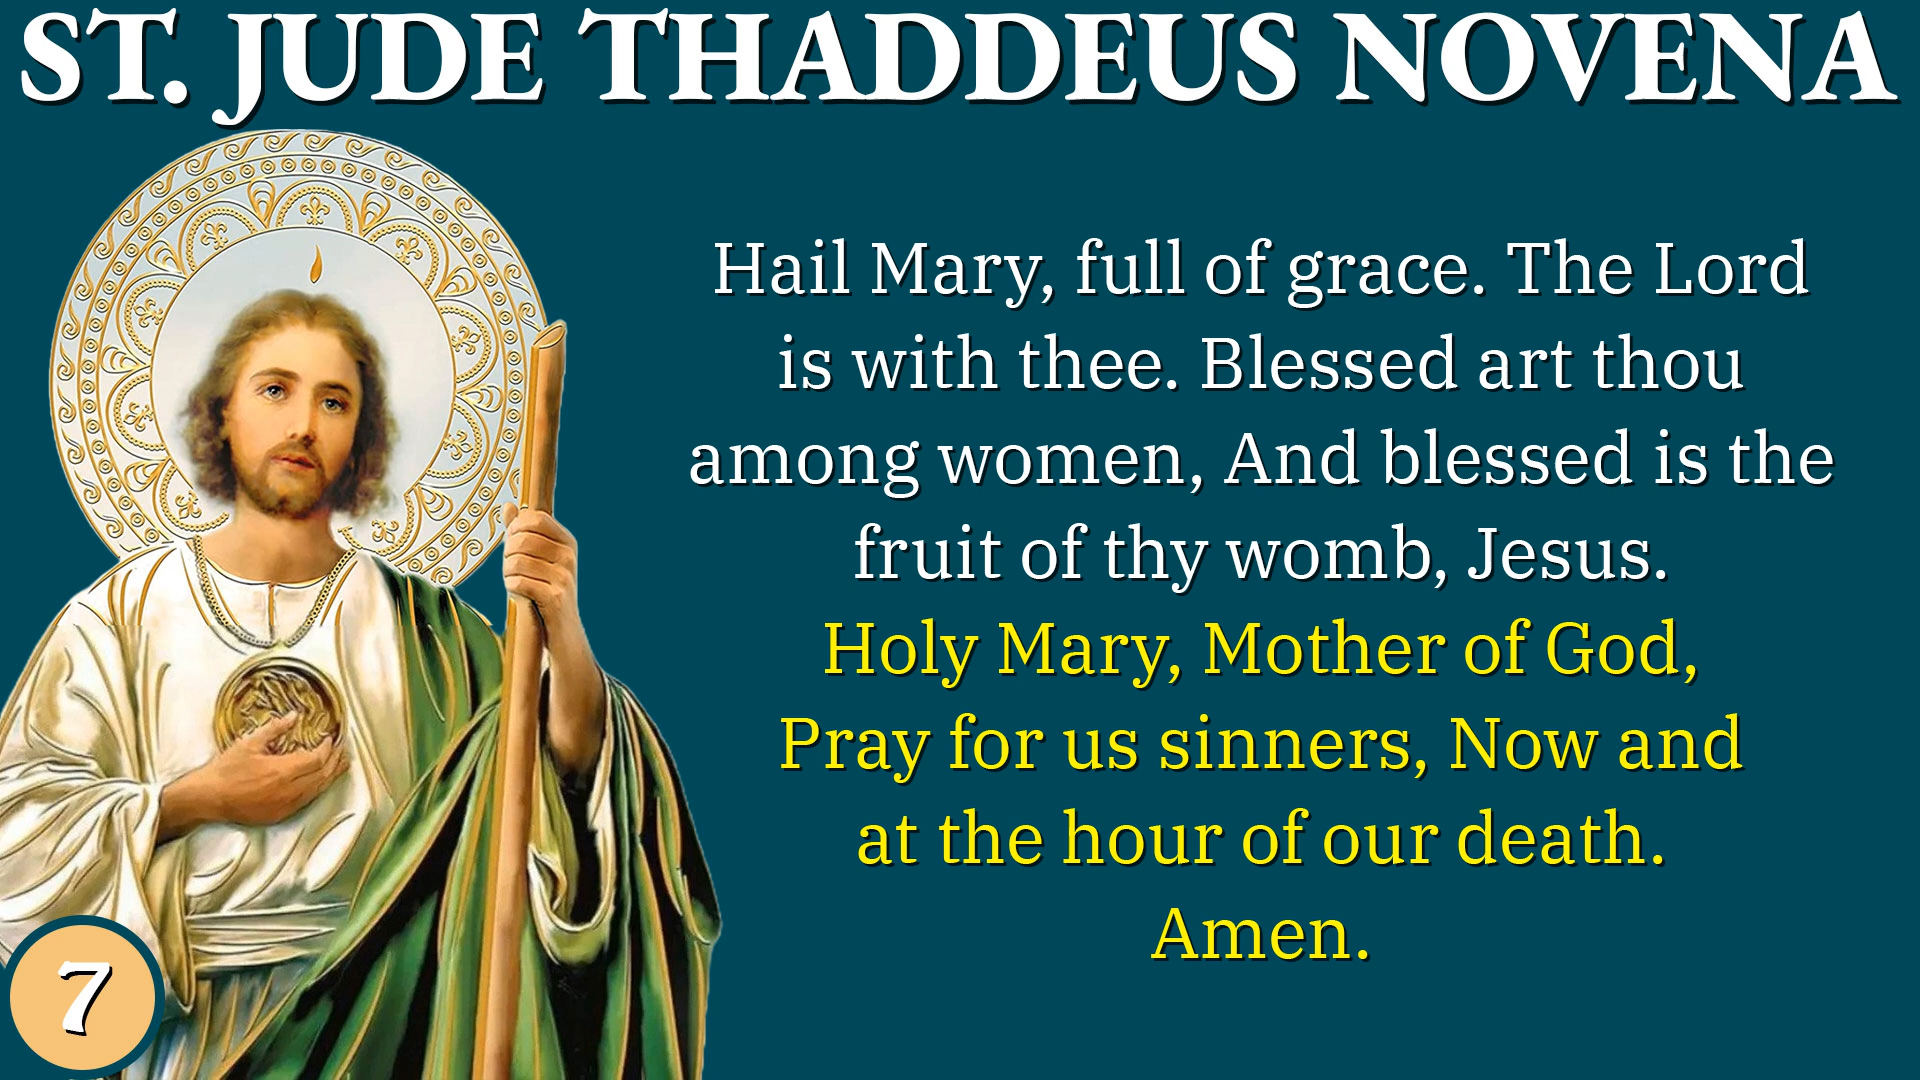 ST. JUDE THADDEUS NOVENA
Hail Mary, full of grace. The Lord
is with thee. Blessed art thou
among women, And blessed is the
fruit of thy womb, Jesus.
Holy Mary, Mother of God,
Pray for us sinners, Now and
at the hour of our death.
Amen.
7